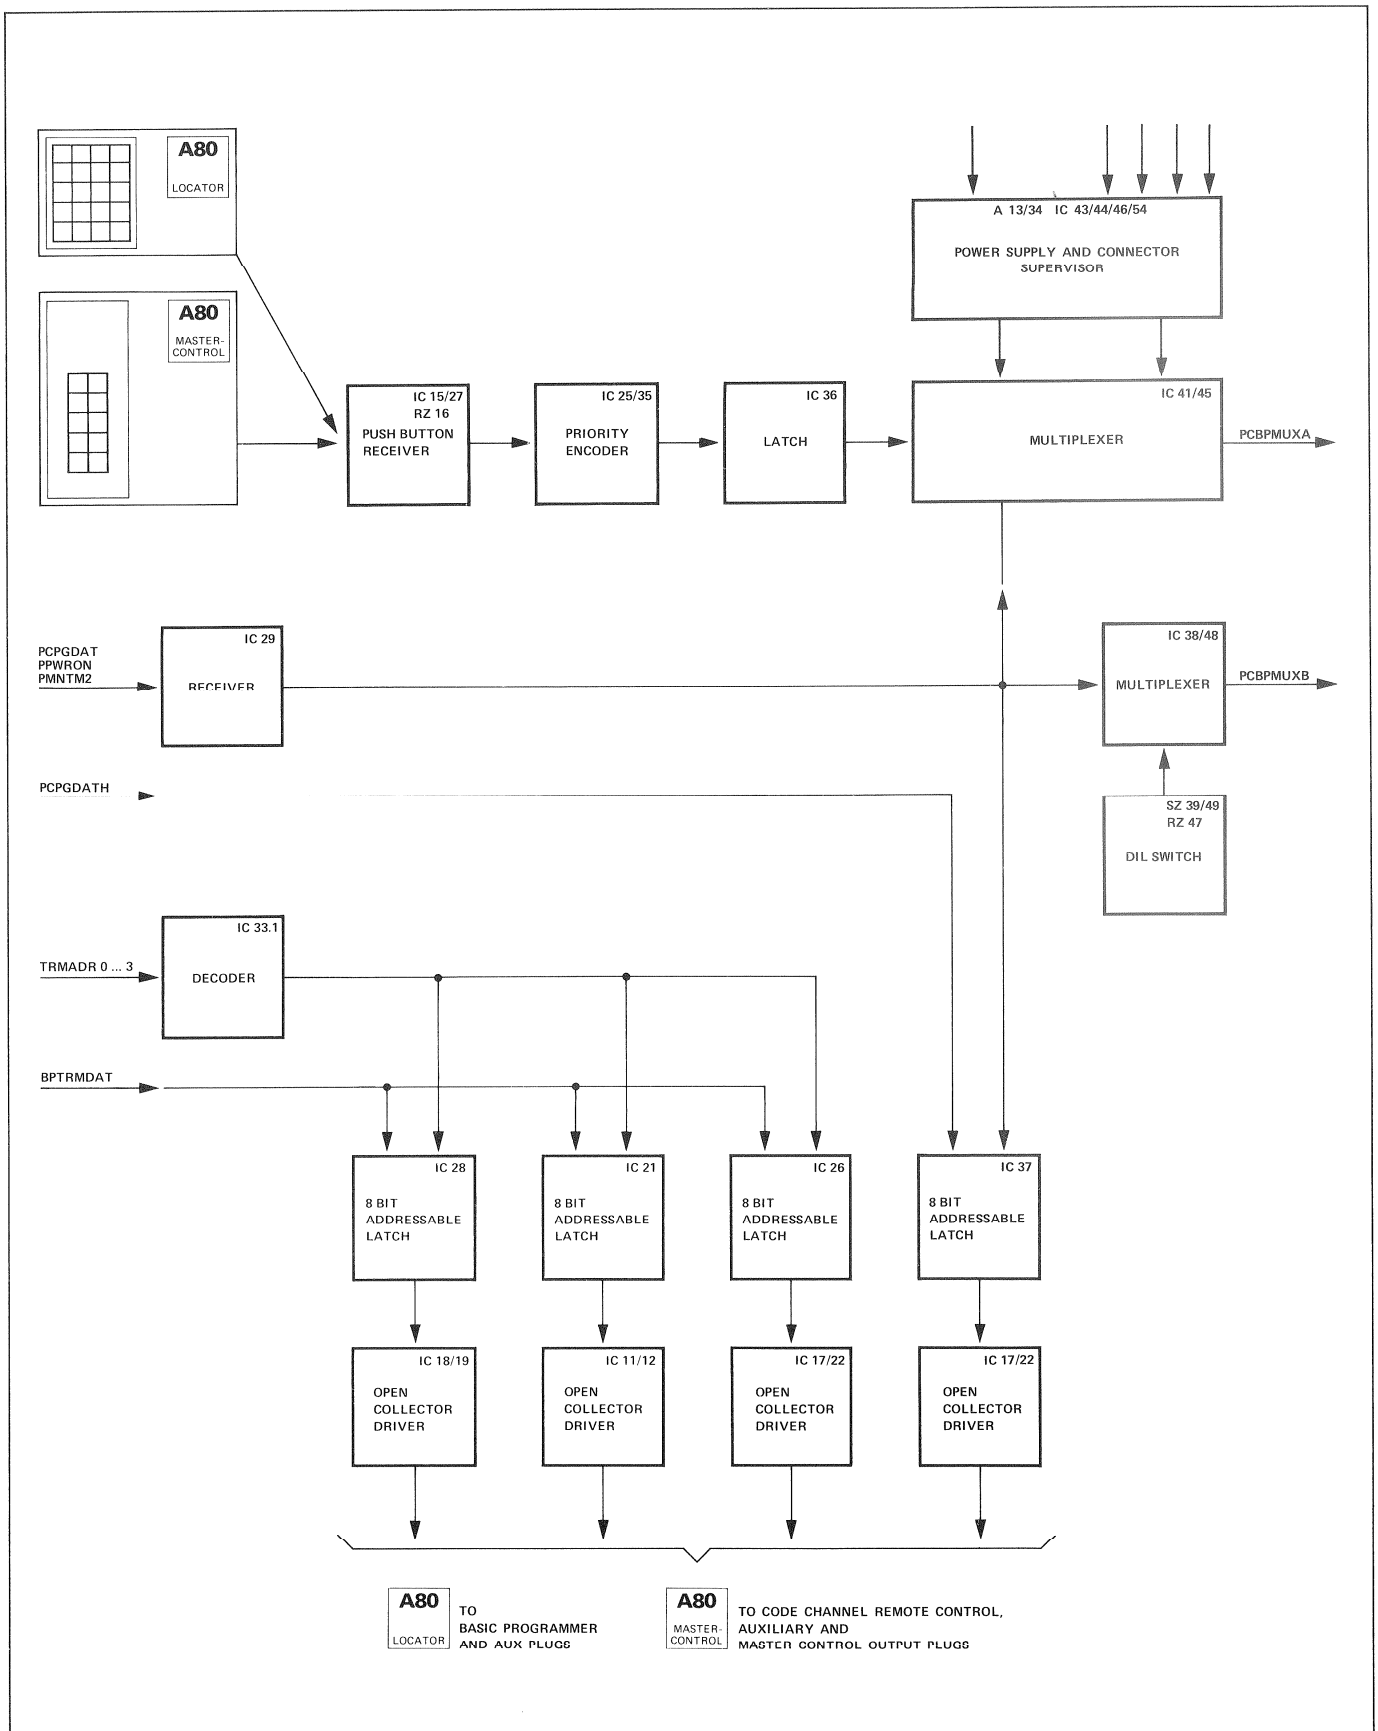 A80
LOCATOR
A80
MASTER-
CONTROL
A 13/34 IC 43/44/46/54
POWER SUPPLY AND CONNECTOR
SUPERVISOR
IC 15/27
RZ 16
PUSH BUTTON
RECEIVER
IC 25/35
PRIORITY
ENCODER
IC 36
LATCH
IC 41/45
MULTIPLEXER
PCBPMUXA
PCPGDAT
PPWRON
PMNTM2
IC 29
RECEIVER
IC 38/48
MULTIPLEXER
PCBPMUXB
PCPGDATH
SZ 39/49
RZ 47
DIL SWITCH
TRMADR 0 ... 3
IC 33.1
DECODER
BPTRMDAT
IC 28
8 BIT
ADDRESSABLE
LATCH
IC 21
8 BIT
ADDRESSABLE
LATCH
IC 26
8 BIT
ADDRESSABLE
LATCH
IC 37
8 BIT
ADDRESSABLE
LATCH
IC 18/19
OPEN
COLLECTOR
DRIVER
IC 11/12
OPEN
COLLECTOR
DRIVER
IC 17/22
OPEN
COLLECTOR
DRIVER
IC 17/22
OPEN
COLLECTOR
DRIVER
A80
LOCATOR
TO
BASIC PROGRAMMER
AND AUX PLUGS
A80
MASTER-
CONTROL
TO CODE CHANNEL REMOTE CONTROL,
AUXILIARY AND
MASTER CONTROL OUTPUT PLUGS